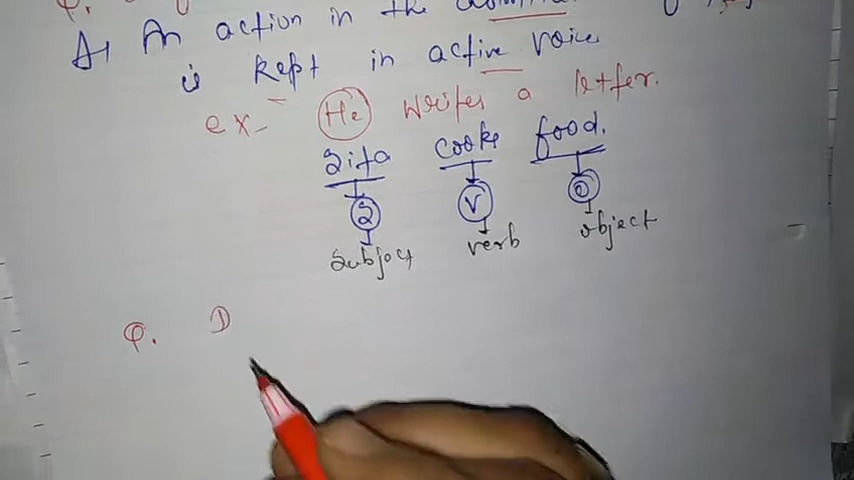 Q.
A) An action in the
is kept in active voice
ex- He writes a letter.
Sita cooks food.
S V O
subject verb object
Q. D